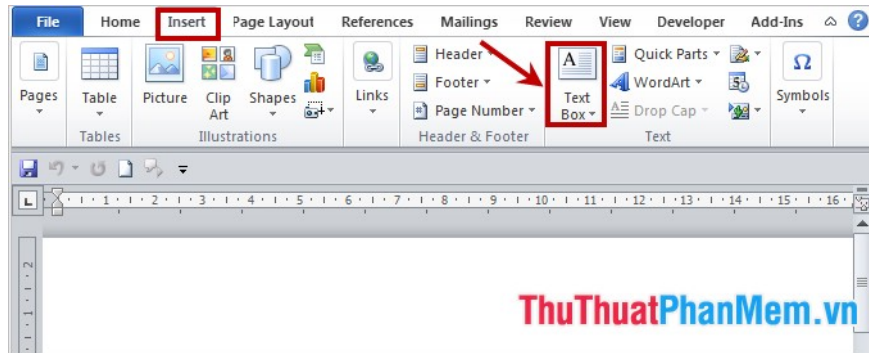 File Home Insert Page Layout References Mailings Review View Developer Add-Ins
Pages
Table
Tables
Picture
Clip
Art
Shapes
Illustrations
Links
Header
Footer
Page Number
Header & Footer
A
Text
Box
Quick Parts
WordArt
Drop Cap
Text
Ω
Symbols
L
1 2 3 4 5 6 7 8 9 10 11 12 13 14 15 16
2
1
ThuThuatPhanMem.vn